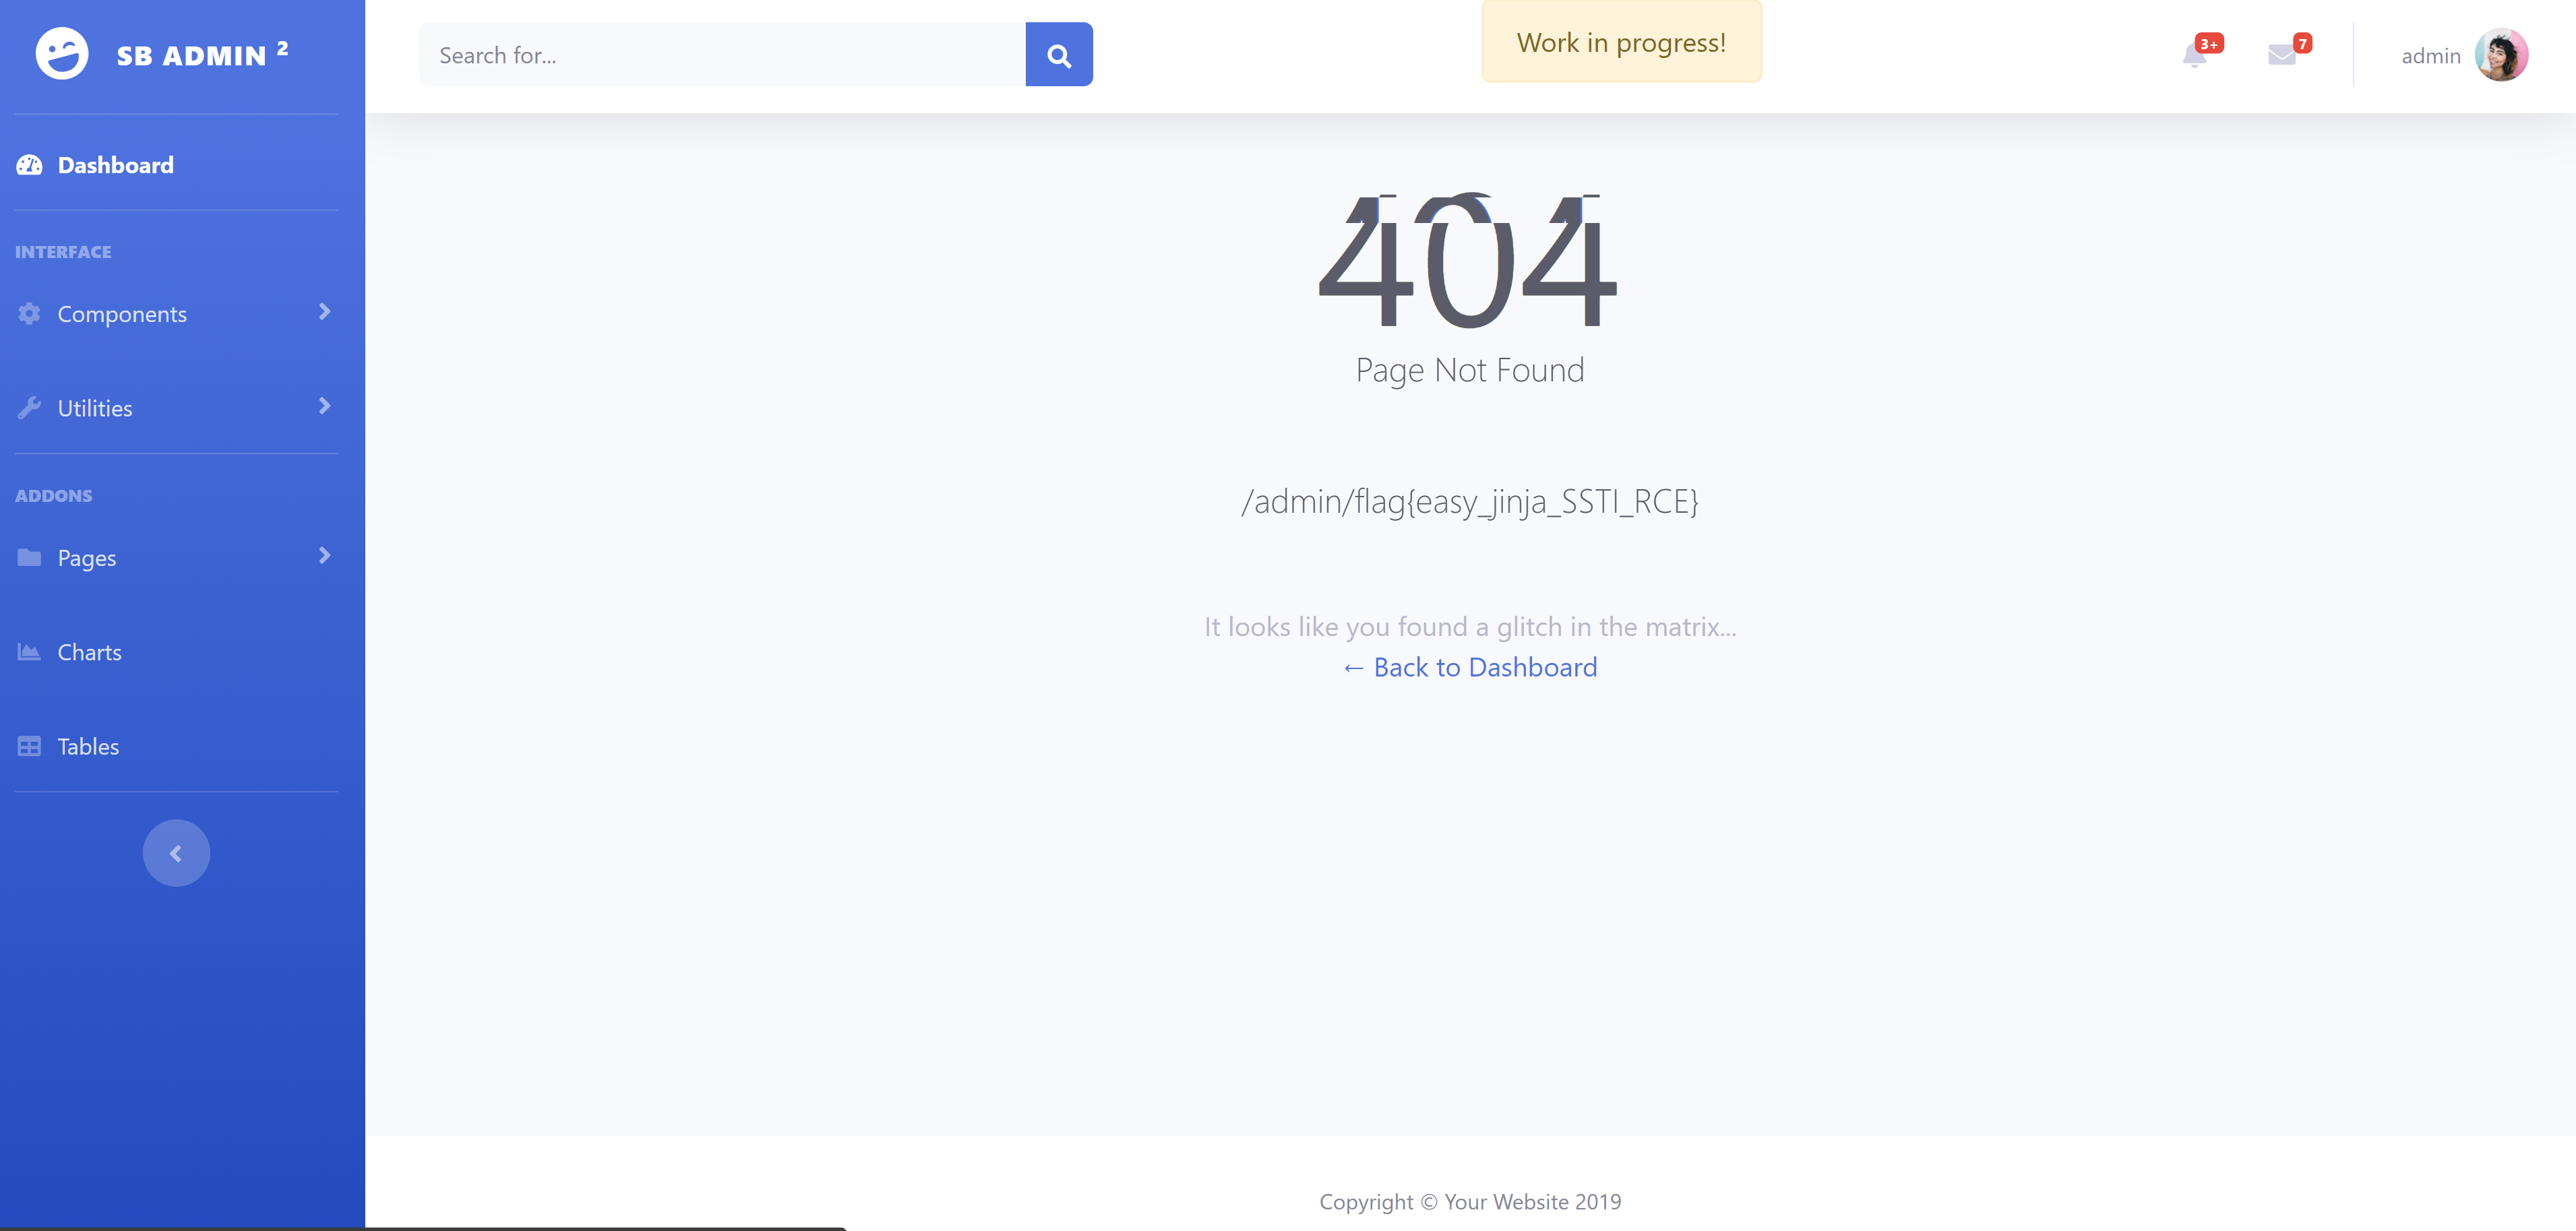 SB ADMIN 2
Search for...
Work in progress!
3+
7
admin
Dashboard
INTERFACE
Components
Utilities
ADDONS
Pages
Charts
Tables
404
Page Not Found
/admin/flag{easy_jinja_SSTI_RCE}
It looks like you found a glitch in the matrix...
← Back to Dashboard
Copyright © Your Website 2019